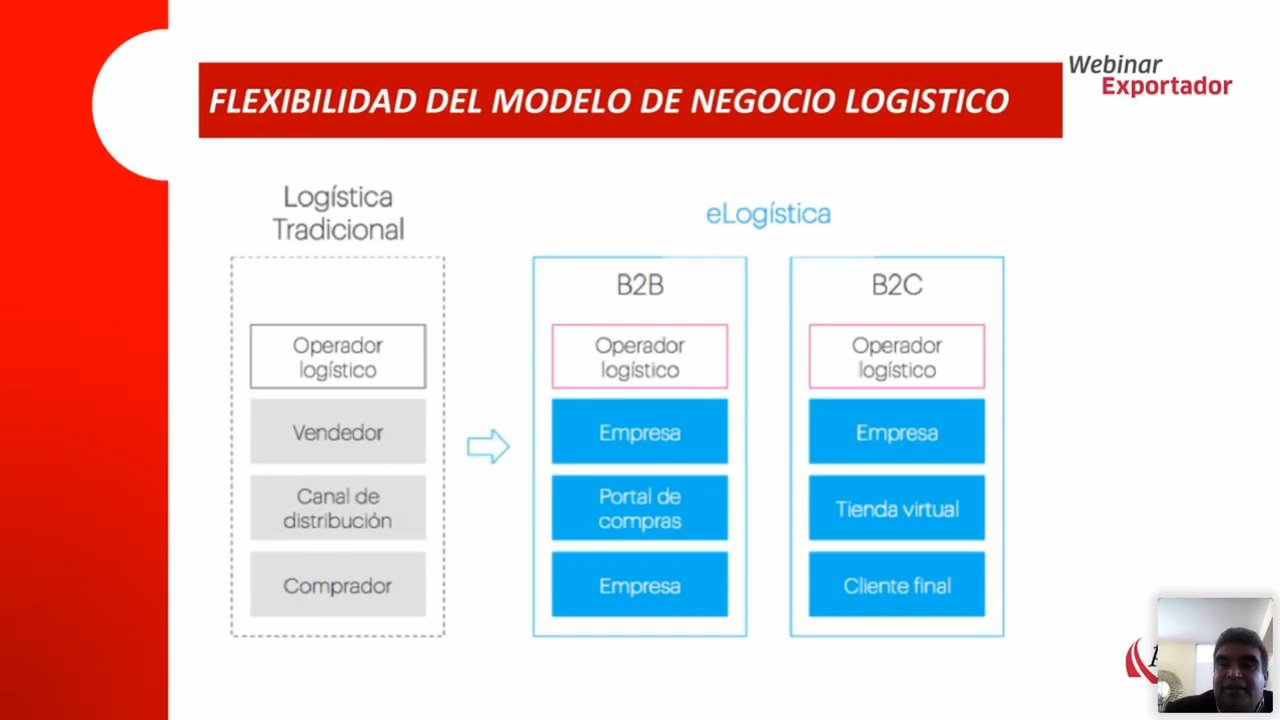 Webinar
Exportador
FLEXIBILIDAD DEL MODELO DE NEGOCIO LOGISTICO
Logística
Tradicional
Operador
logístico
Vendedor
Canal de
distribución
Comprador
eLogística
B2B
Operador
logístico
Empresa
Portal de
compras
Empresa
B2C
Operador
logístico
Empresa
Tienda virtual
Cliente final